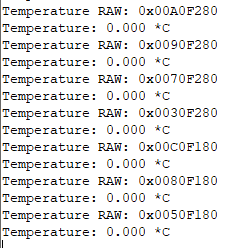 Temperature RAW: 0x00A0F280
Temperature: 0.000 *C
Temperature RAW: 0x0090F280
Temperature: 0.000 *C
Temperature RAW: 0x0070F280
Temperature: 0.000 *C
Temperature RAW: 0x0030F280
Temperature: 0.000 *C
Temperature RAW: 0x00C0F180
Temperature: 0.000 *C
Temperature RAW: 0x0080F180
Temperature: 0.000 *C
Temperature RAW: 0x0050F180
Temperature: 0.000 *C